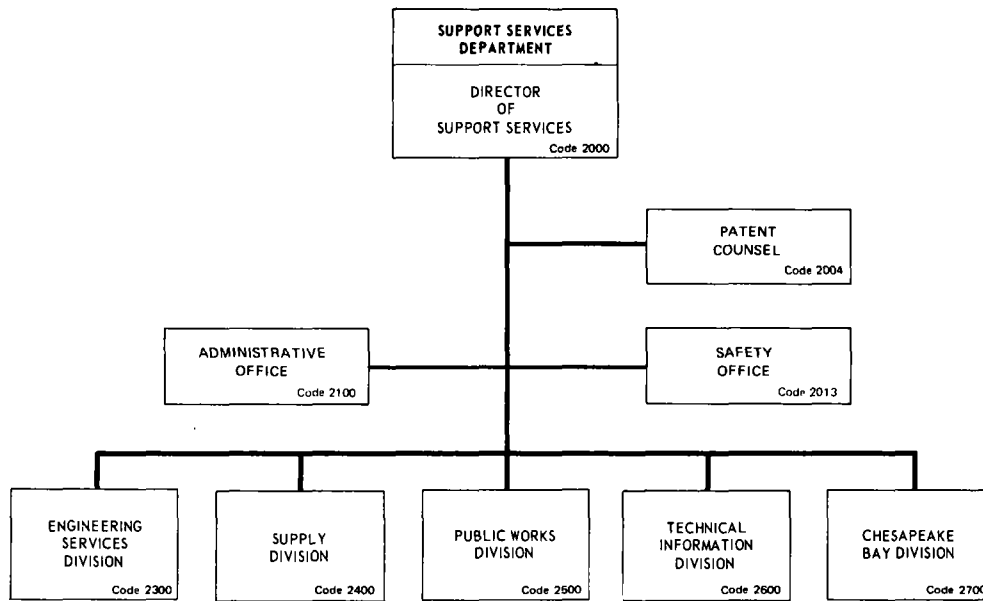 SUPPORT SERVICES
DEPARTMENT
DIRECTOR
OF
SUPPORT SERVICES
Code 2000
PATENT
COUNSEL
Code 2004
ADMINISTRATIVE
OFFICE
Code 2100
SAFETY
OFFICE
Code 2013
ENGINEERING
SERVICES
DIVISION
Code 2300
SUPPLY
DIVISION
Code 2400
PUBLIC WORKS
DIVISION
Code 2500
TECHNICAL
INFORMATION
DIVISION
Code 2600
CHESAPEAKE
BAY DIVISION
Code 2700